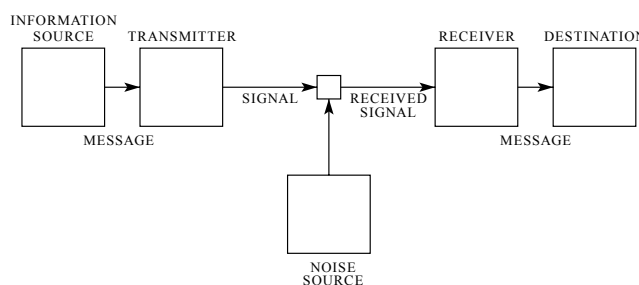 INFORMATION
SOURCE
TRANSMITTER
RECEIVER
DESTINATION
SIGNAL
RECEIVED
SIGNAL
MESSAGE
MESSAGE
NOISE
SOURCE